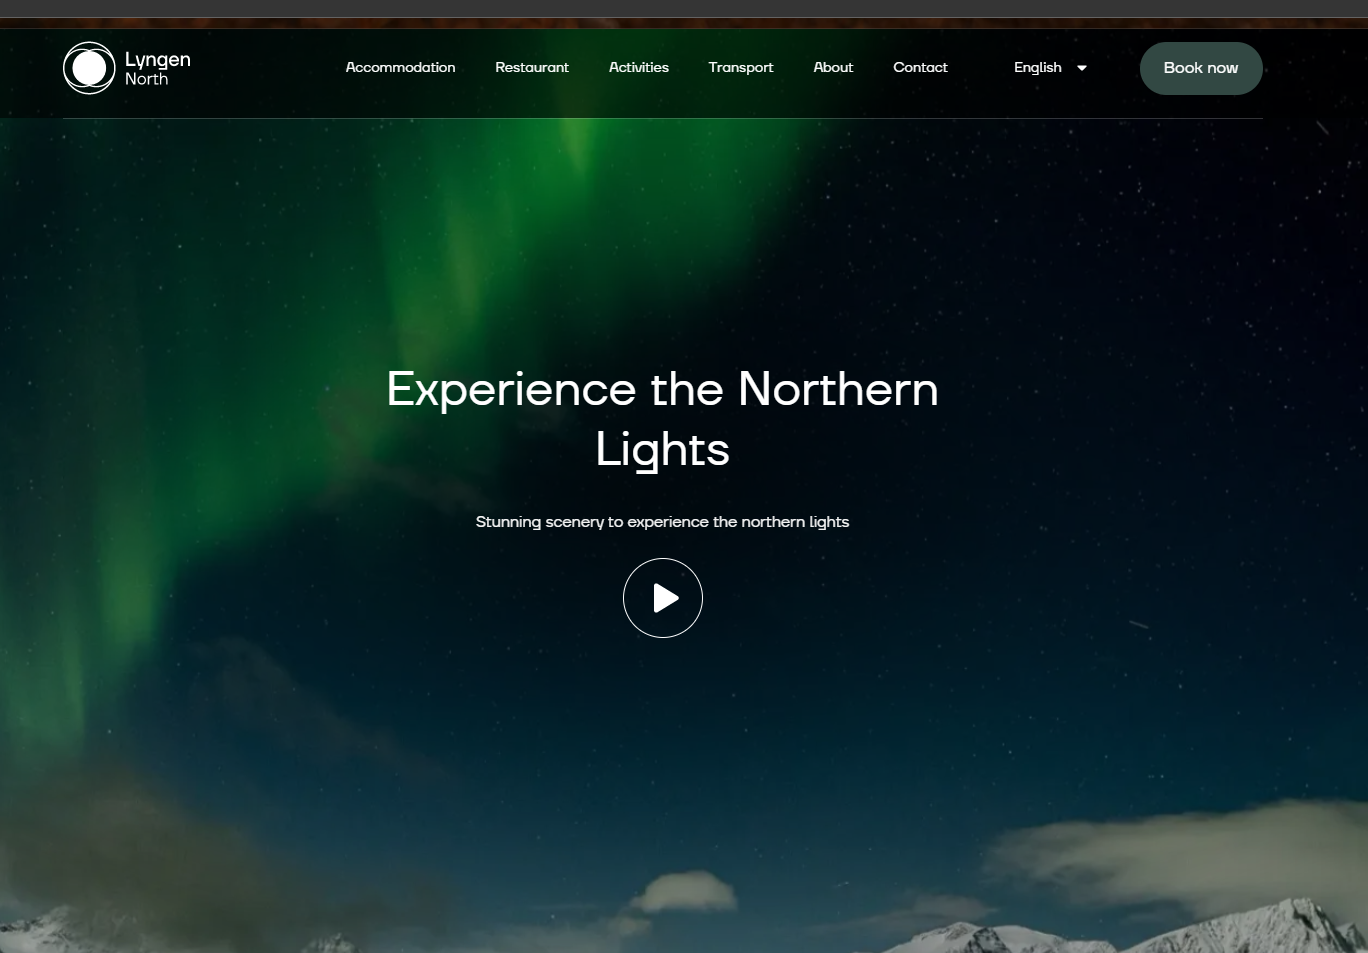 Lyngen
North
Accommodation Restaurant Activities Transport About Contact English Book now
Experience the Northern
Lights
Stunning scenery to experience the northern lights